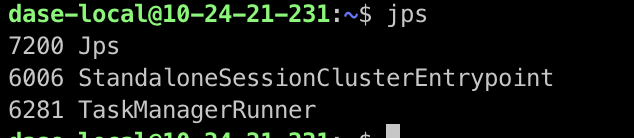 dase-local@10-24-21-231:~$ jps
7200 Jps
6006 StandaloneSessionClusterEntrypoint
6281 TaskManagerRunner